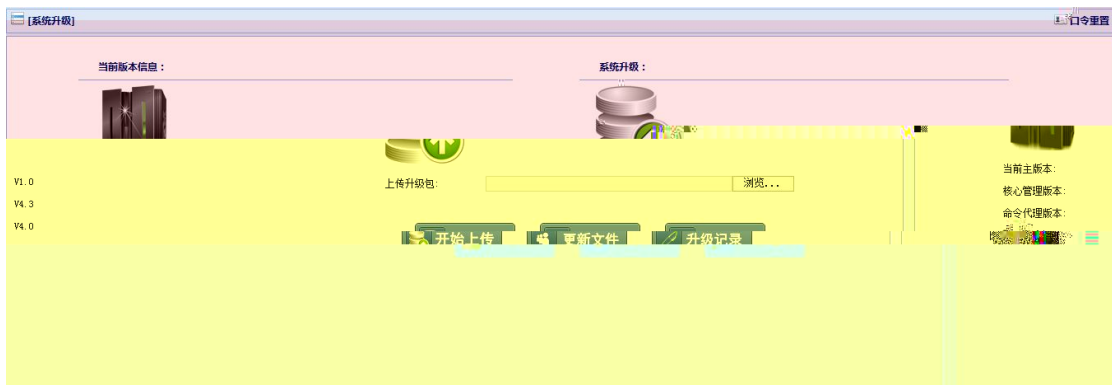 [系统升级]
口令重置
当前版本信息：
系统升级：
当前主版本:
V1.0
上传升级包:
浏览...
核心管理版本:
V4.3
命令代理版本:
V4.0
开始上传
更新文件
升级记录